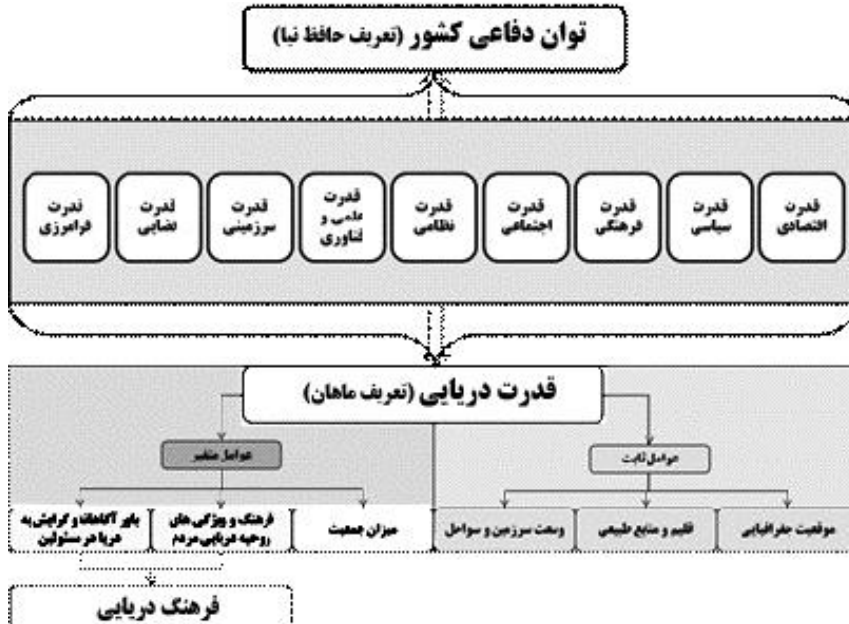 توان دفاعی کشور (تعریف حافظ نیا)
قدرت
اقتصادی
قدرت
سیاسی
قدرت
فرهنگی
قدرت
اجتماعی
قدرت
نظامی
قدرت
علمی و
فناوری
قدرت
سرزمینی
قدرت
فضایی
قدرت
فرامرزی
قدرت دریایی (تعریف ماهان)
عوامل ثابت
عوامل متغیر
موقعیت جغرافیایی
اقلیم و منابع طبیعی
وسعت سرزمین و سواحل
میزان جمعیت
فرهنگ و ویژگی های
روحیه دریایی مردم
باور آگاهانه و گرایش به
دریا در مسئولین
فرهنگ دریایی